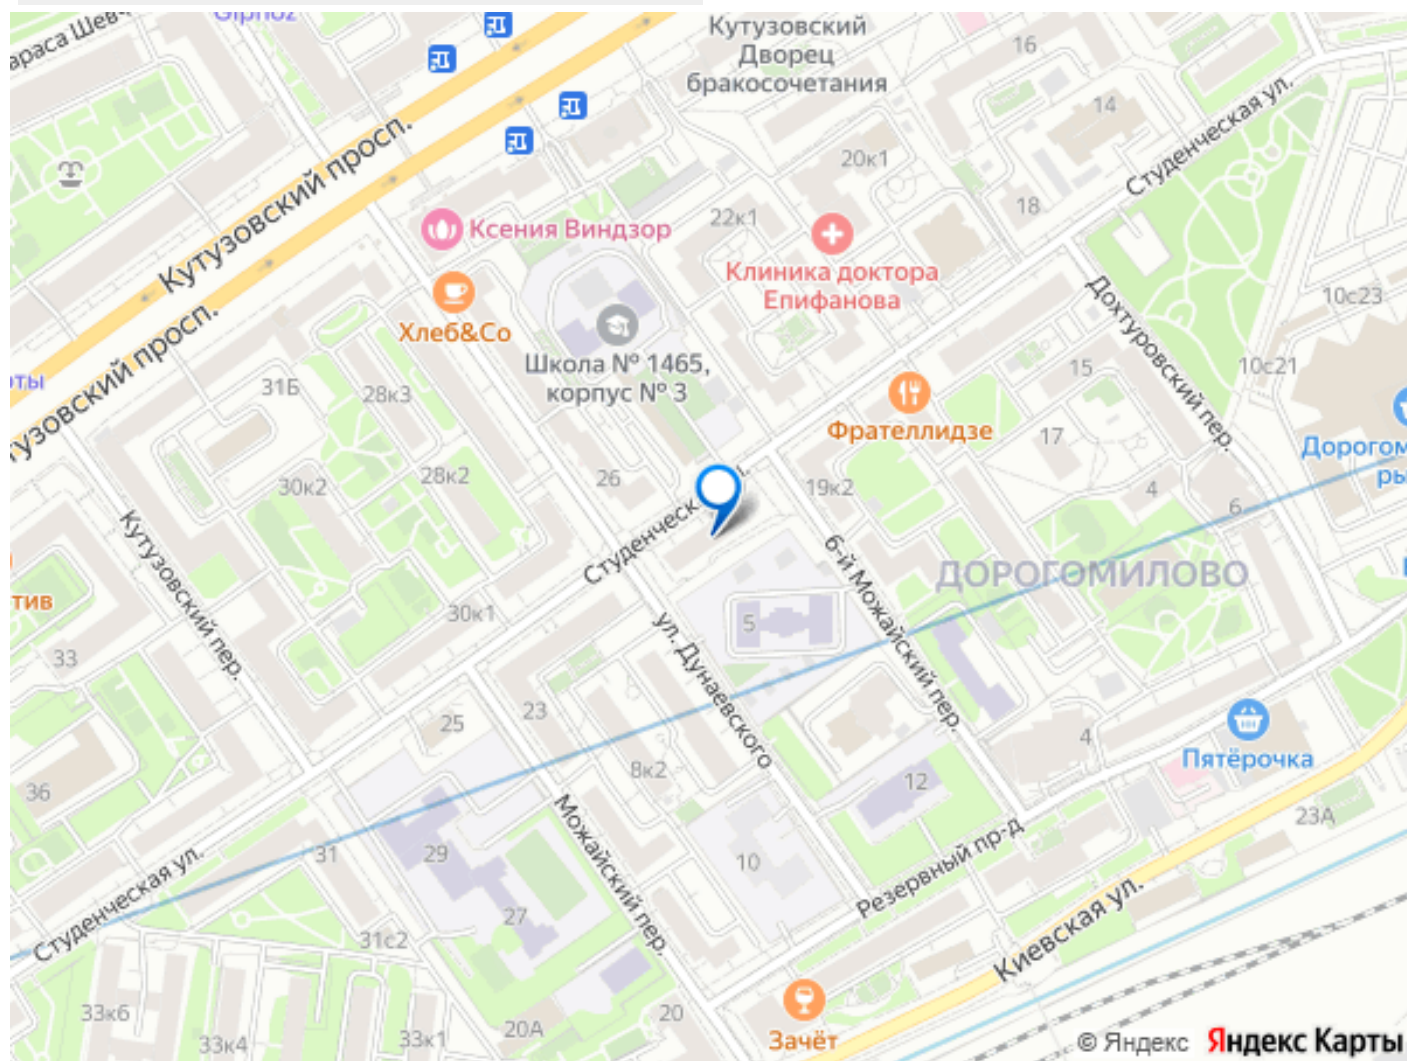 Кутузовский
Дворец
бракосочетания
16
14
Студенческая ул.
20к1
18
22к1
Кутузовский просп.
Ксения Виндзор
Клиника доктора
Епифанова
Хлеб&Co
Школа № 1465,
корпус № 3
Дохтуровский пер.
10с23
10с21
15
31Б
28к3
Фрателлидзе
17
28к2
30к2
26
19к2
4
6
Студенческ
6-й Можайский пер.
ДОРОГОМИЛОВО
Кутузовский пер.
30к1
5
ул. Дунаевского
33
25
23
8к2
4
Пятёрочка
36
12
23А
31
29
10
Можайский пер.
Резервный пр-д
Студенческая ул.
27
31с2
Киевская ул.
33к6
33к4
33к1
20А
20
Зачёт
© Яндекс Яндекс Карты